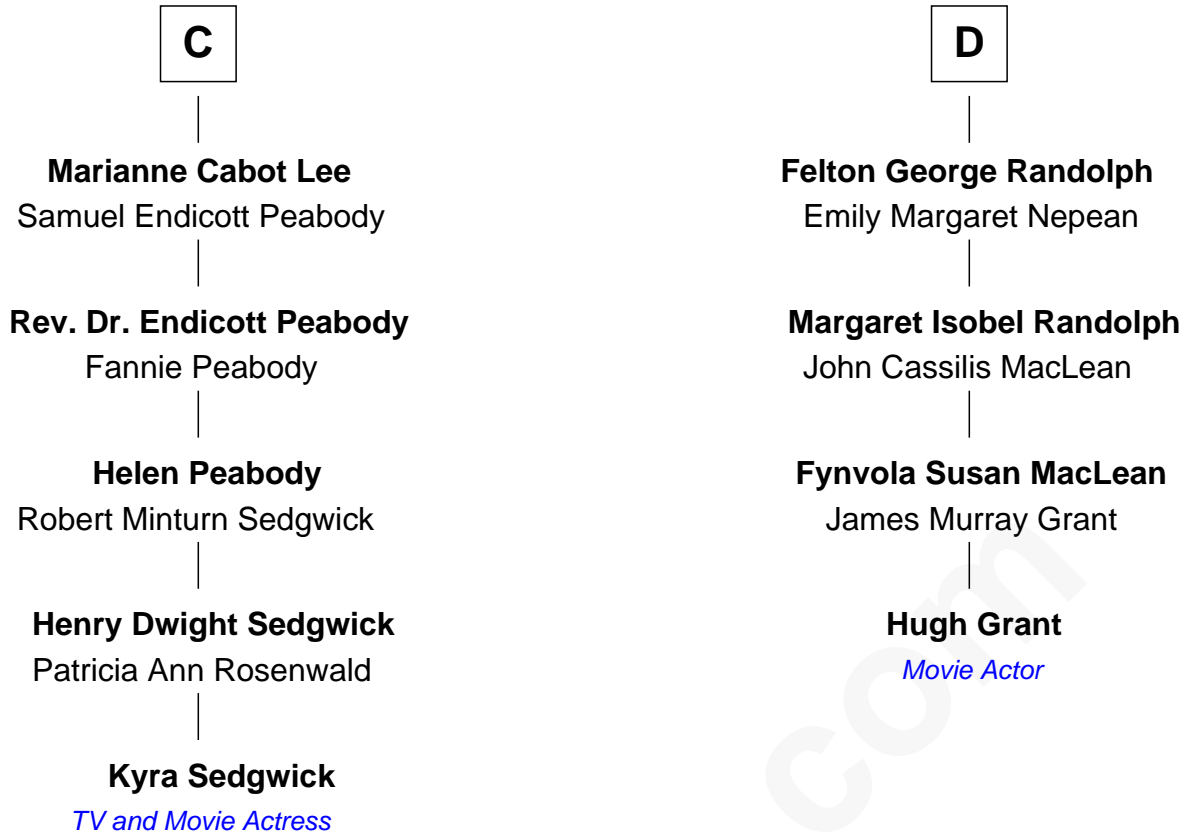 C
Marianne Cabot Lee
Samuel Endicott Peabody
Rev. Dr. Endicott Peabody
Fannie Peabody
Helen Peabody
Robert Minturn Sedgwick
Henry Dwight Sedgwick
Patricia Ann Rosenwald
Kyra Sedgwick
TV and Movie Actress
D
Felton George Randolph
Emily Margaret Nepean
Margaret Isobel Randolph
John Cassilis MacLean
Fynvola Susan MacLean
James Murray Grant
Hugh Grant
Movie Actor
com